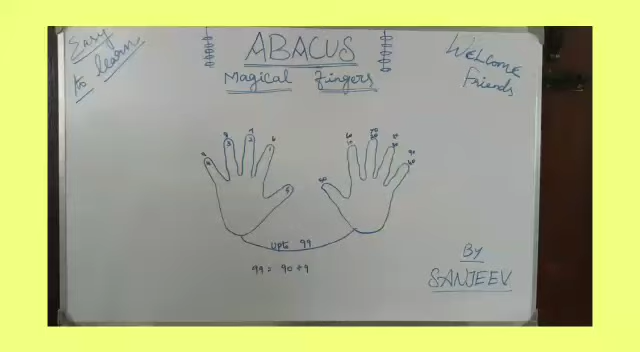 Easy
to learn
ABACUS
Magical Fingers
Welcome
Friends
upto 99
99 = 90 + 9
By
SANJEEV